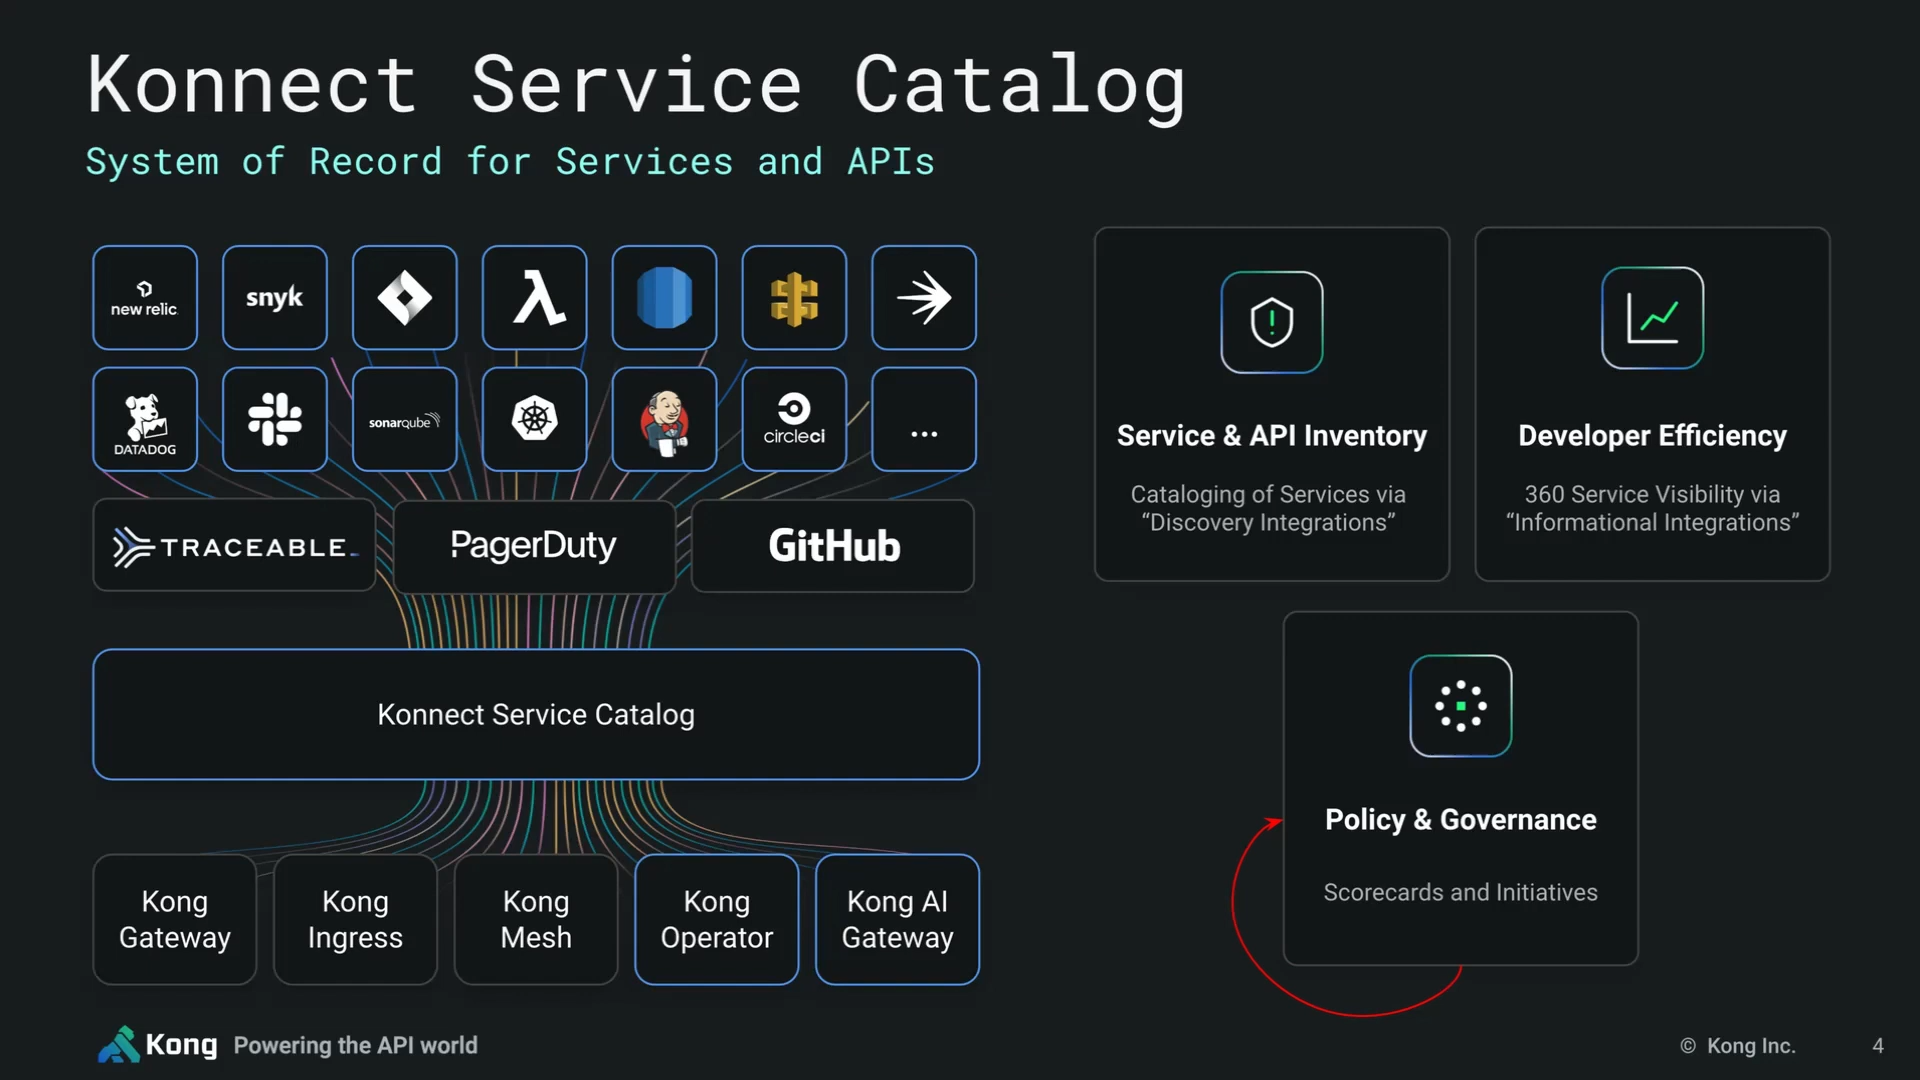 Konnect Service Catalog
System of Record for Services and APIs
new relic
snyk
DATADOG
sonarqube
circleci
...
TRACEABLE
PagerDuty
GitHub
Konnect Service Catalog
Kong
Gateway
Kong
Ingress
Kong
Mesh
Kong
Operator
Kong AI
Gateway
Service & API Inventory
Cataloging of Services via
“Discovery Integrations”
Developer Efficiency
360 Service Visibility via
“Informational Integrations”
Policy & Governance
Scorecards and Initiatives
Kong
Powering the API world
© Kong Inc.
4